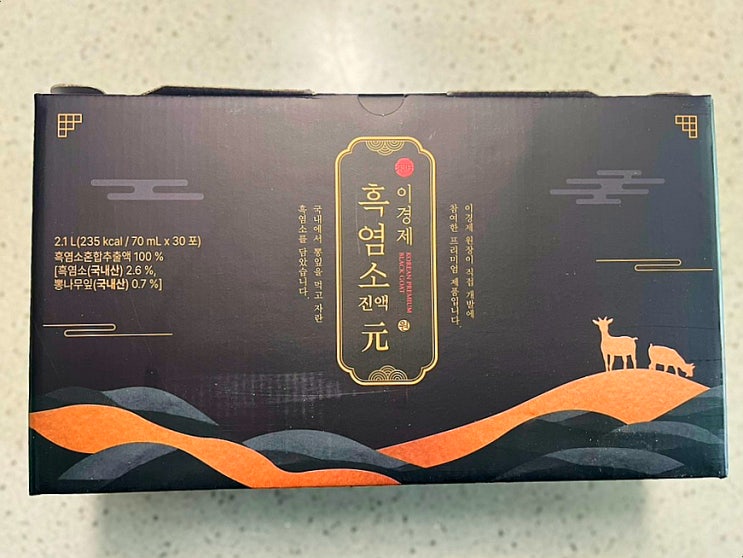 2.1 L(235 kcal / 70 mL x 30 포)
흑염소혼합추출액 100 %
[흑염소(국내산) 2.6 %,
뽕나무잎(국내산) 0.7 %]
국내에서 뽕잎을 먹고 자란
흑염소를 담았습니다.
이경제
흑염소
진액
元
원
KOREAN PREMIUM
BLACK GOAT
이경제 원장이 직접 개발에
참여한 프리미엄 제품입니다.